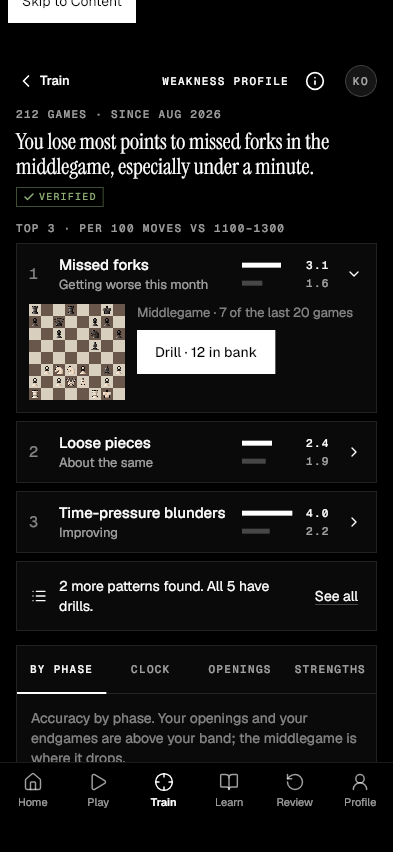 Skip to Content
Train
WEAKNESS PROFILE
KO
212 GAMES · SINCE AUG 2026
You lose most points to missed forks in the
middlegame, especially under a minute.
VERIFIED
TOP 3 · PER 100 MOVES VS 1100–1300
1 Missed forks 3.1
Getting worse this month 1.6
Middlegame · 7 of the last 20 games
Drill · 12 in bank
2 Loose pieces 2.4
About the same 1.9
3 Time-pressure blunders 4.0
Improving 2.2
2 more patterns found. All 5 have
drills.
See all
BY PHASE CLOCK OPENINGS STRENGTHS
Accuracy by phase. Your openings and your
endgames are above your band; the middlegame is
where it drops.
Home Play Train Learn Review Profile